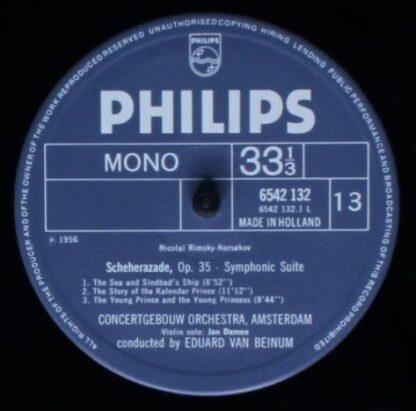 ALL RIGHTS OF THE PRODUCER AND OF THE OWNER OF THE WORK REPRODUCED RESERVED UNAUTHORISED COPYING HIRING LENDING PUBLIC PERFORMANCE AND BROADCASTING OF THIS RECORD PROHIBITED
PHILIPS
PHILIPS
MONO 33 1/3
6542 132
6542 132.1 L
MADE IN HOLLAND
13
℗ 1956
Nicolai Rimsky-Korsakov
Scheherazade, Op. 35 - Symphonic Suite
1. The Sea and Sindbad's Ship (8'52'')
2. The Story of the Kalendar Prince (11'12'')
3. The Young Prince and the Young Princess (8'44'')
CONCERTGEBOUW ORCHESTRA, AMSTERDAM
Violin solo: Jan Damen
conducted by EDUARD VAN BEINUM